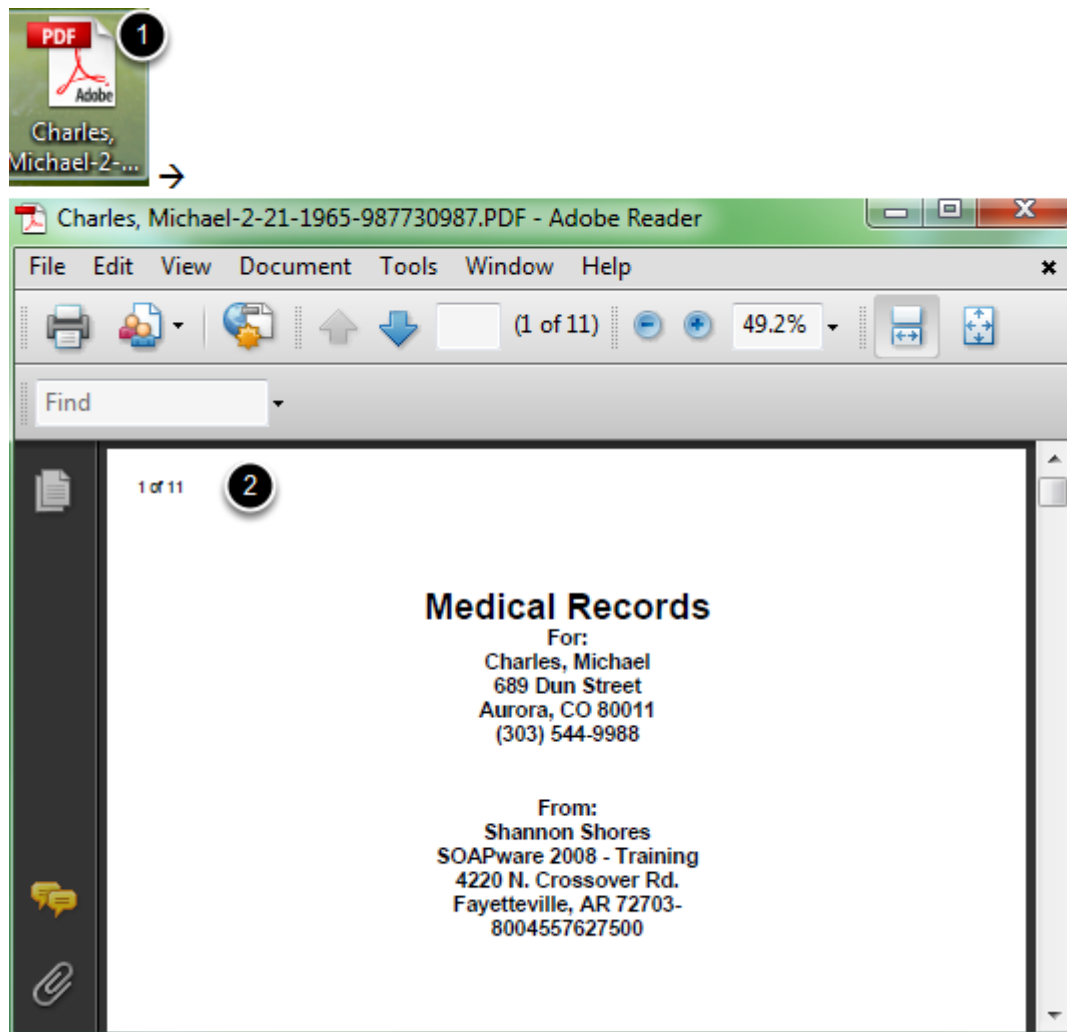 PDF
1
Adobe
Charles,
Michael-2-...
→
Charles, Michael-2-21-1965-987730987.PDF - Adobe Reader
File Edit View Document Tools Window Help
(1 of 11) 49.2%
Find
1 of 11
2
Medical Records
For:
Charles, Michael
689 Dun Street
Aurora, CO 80011
(303) 544-9988
From:
Shannon Shores
SOAPware 2008 - Training
4220 N. Crossover Rd.
Fayetteville, AR 72703-
8004557627500